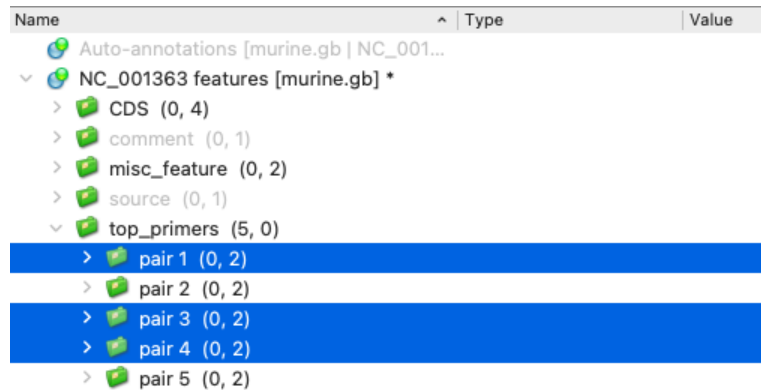 Name Type Value
Auto-annotations [murine.gb | NC_001...
NC_001363 features [murine.gb] *
CDS (0, 4)
comment (0, 1)
misc_feature (0, 2)
source (0, 1)
top_primers (5, 0)
pair 1 (0, 2)
pair 2 (0, 2)
pair 3 (0, 2)
pair 4 (0, 2)
pair 5 (0, 2)